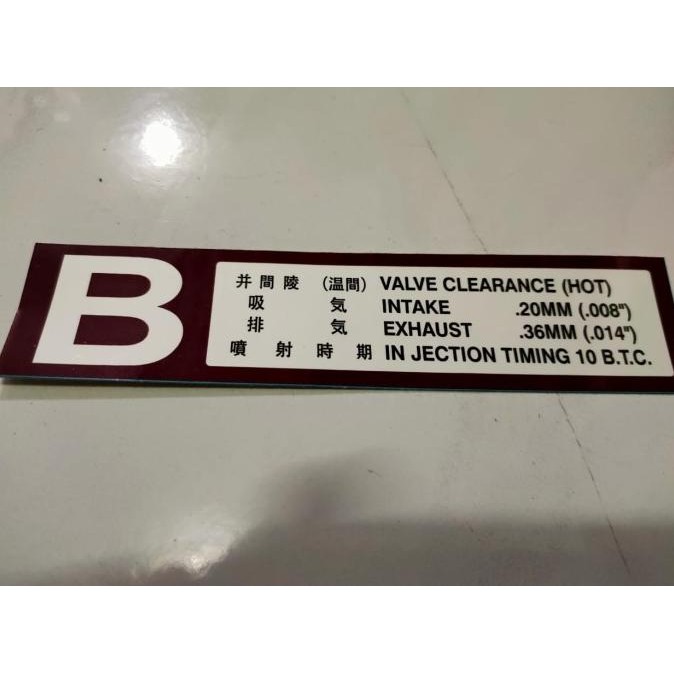 B
并間陵 (温間) VALVE CLEARANCE (HOT)
吸気 INTAKE .20MM (.008")
排気 EXHAUST .36MM (.014")
噴射時期 IN JECTION TIMING 10 B.T.C.